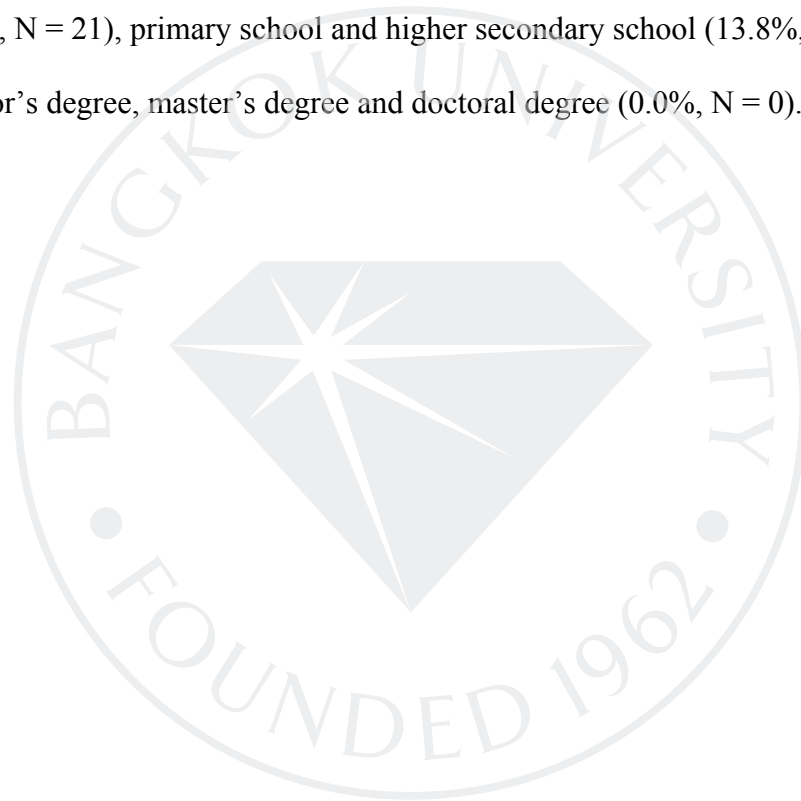 , N = 21), primary school and higher secondary school (13.8%,
or’s degree, master’s degree and doctoral degree (0.0%, N = 0).
BANGKOK UNIVERSITY
FOUNDED 1962